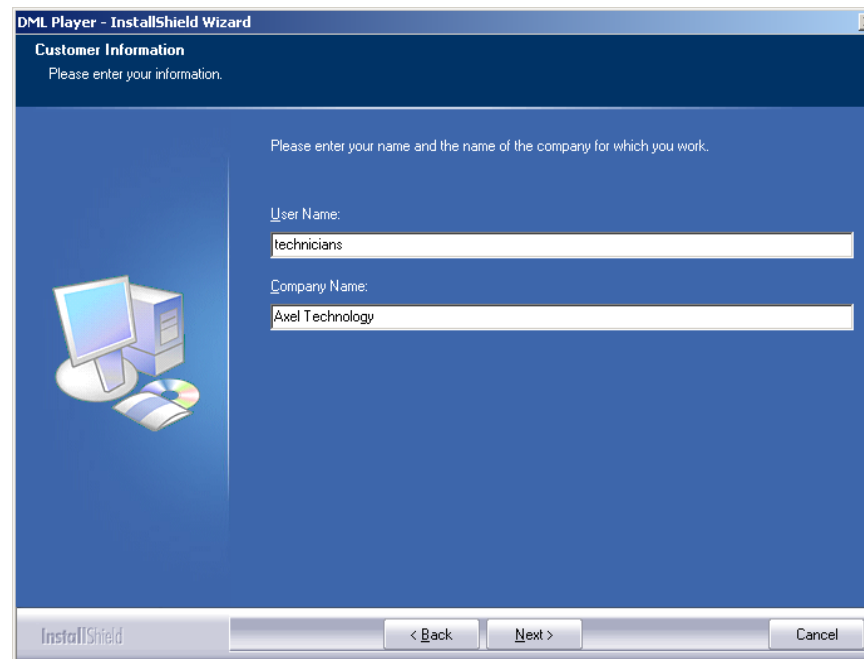 DML Player - InstallShield Wizard
Customer Information
Please enter your information.
Please enter your name and the name of the company for which you work.
User Name:
technicians
Company Name:
Axel Technology
InstallShield
< Back
Next >
Cancel